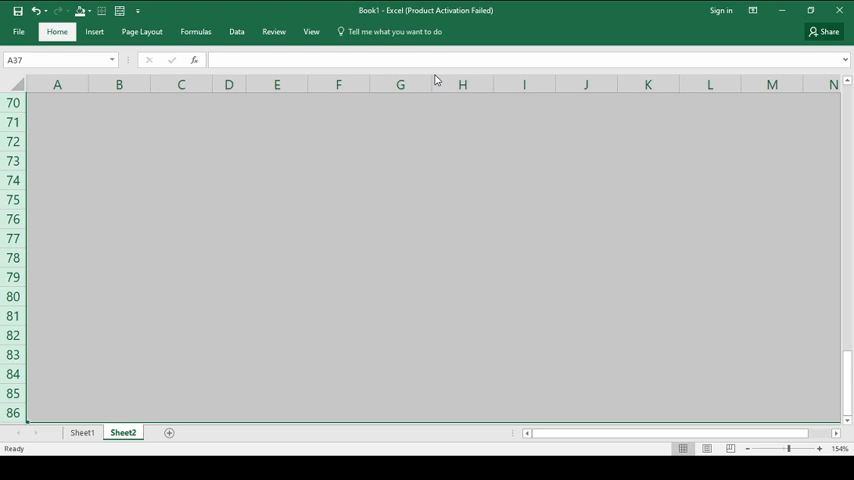 Book1 - Excel (Product Activation Failed)
Sign in
File Home Insert Page Layout Formulas Data Review View Tell me what you want to do Share
A37 fx
A B C D E F G H I J K L M N
70
71
72
73
74
75
76
77
78
79
80
81
82
83
84
85
86
Sheet1 Sheet2
Ready 154%